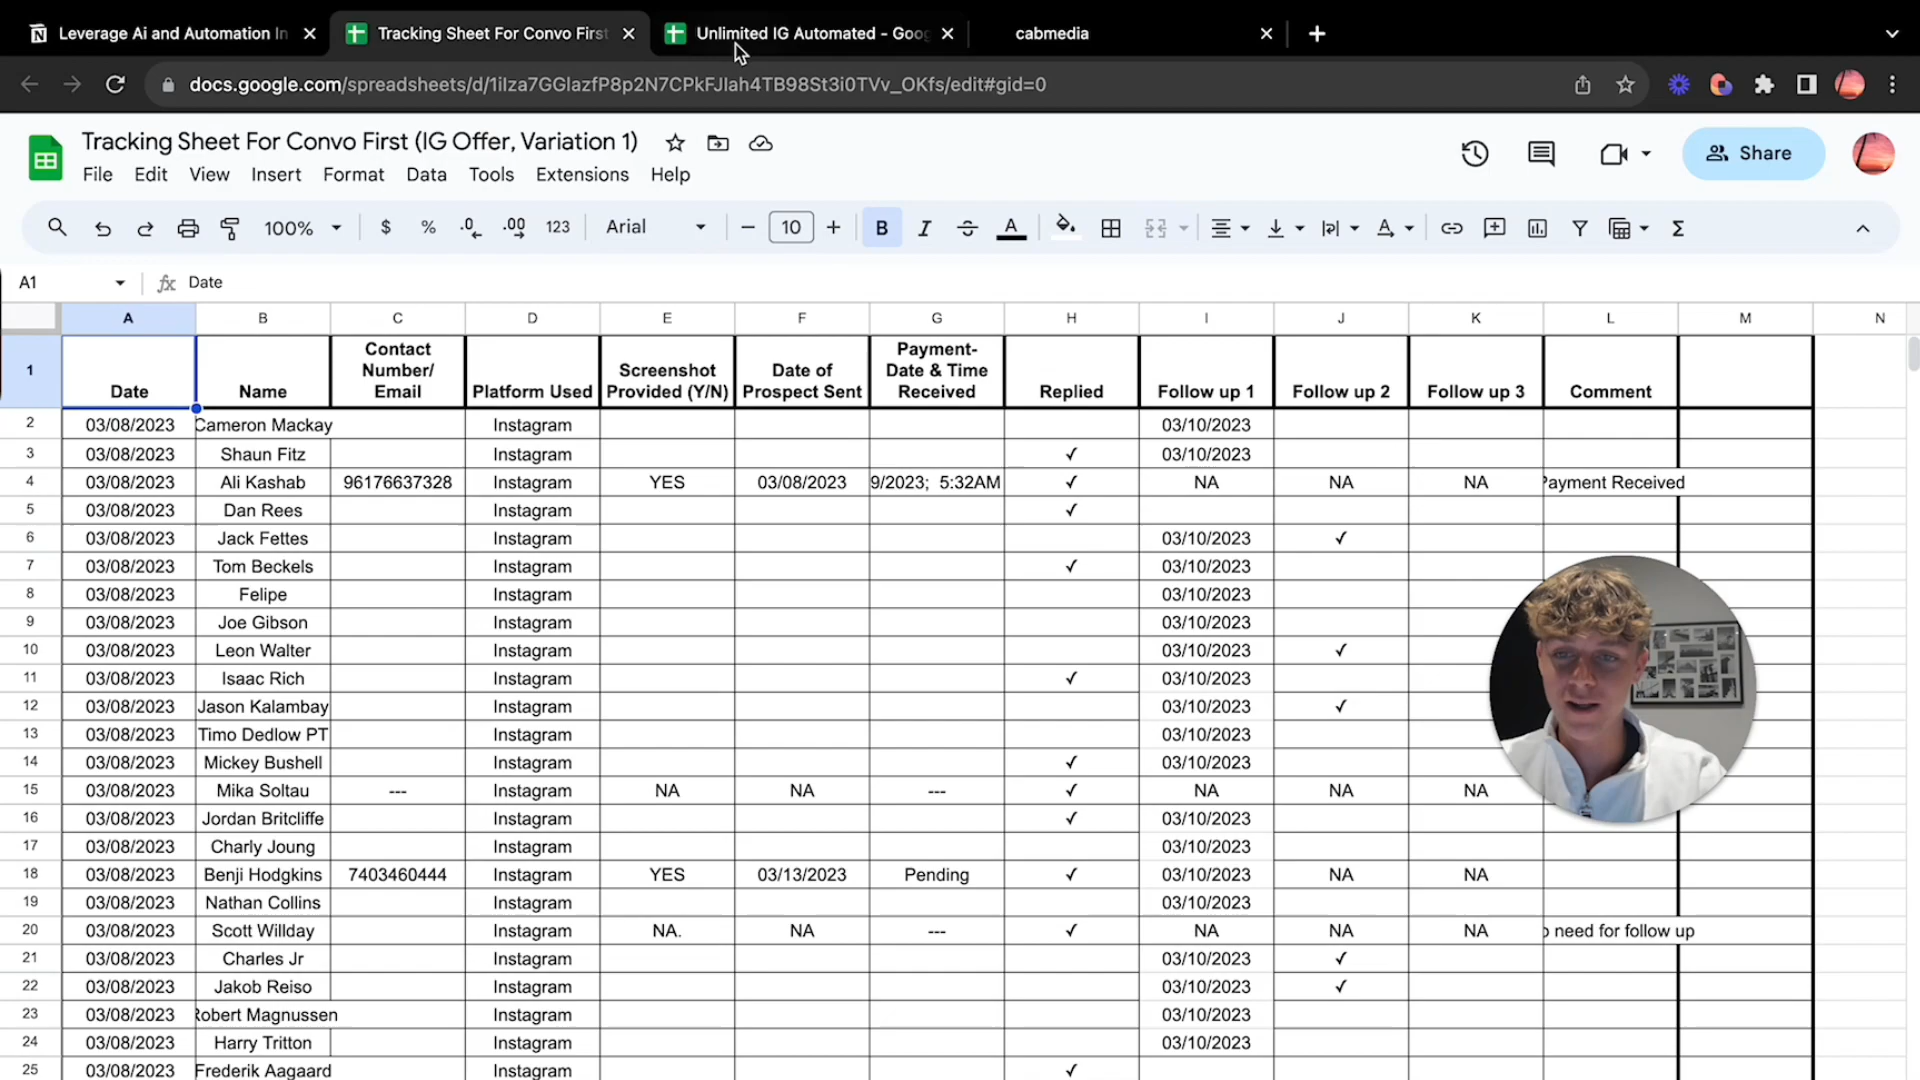 Leverage Ai and Automation In
Tracking Sheet For Convo First
Unlimited IG Automated - Goog
cabmedia
docs.google.com/spreadsheets/d/1iIza7GGlazfP8p2N7CPkFJIah4TB98St3i0TVv_OKfs/edit#gid=0
Tracking Sheet For Convo First (IG Offer, Variation 1)
Share
File Edit View Insert Format Data Tools Extensions Help
100% $ % .0 .00 123 Arial 10 B I A
A1 fx Date
A B C D E F G H I J K L M N
1 Date Name Contact Number/ Email Platform Used Screenshot Provided (Y/N) Date of Prospect Sent Payment- Date & Time Received Replied Follow up 1 Follow up 2 Follow up 3 Comment
2 03/08/2023 Cameron Mackay Instagram 03/10/2023
3 03/08/2023 Shaun Fitz Instagram ✓ 03/10/2023
4 03/08/2023 Ali Kashab 96176637328 Instagram YES 03/08/2023 9/2023; 5:32AM ✓ NA NA NA Payment Received
5 03/08/2023 Dan Rees Instagram ✓
6 03/08/2023 Jack Fettes Instagram 03/10/2023 ✓
7 03/08/2023 Tom Beckels Instagram ✓ 03/10/2023
8 03/08/2023 Felipe Instagram 03/10/2023
9 03/08/2023 Joe Gibson Instagram 03/10/2023
10 03/08/2023 Leon Walter Instagram 03/10/2023 ✓
11 03/08/2023 Isaac Rich Instagram ✓ 03/10/2023
12 03/08/2023 Jason Kalambay Instagram 03/10/2023 ✓
13 03/08/2023 Timo Dedlow PT Instagram 03/10/2023
14 03/08/2023 Mickey Bushell Instagram ✓ 03/10/2023
15 03/08/2023 Mika Soltau --- Instagram NA NA --- ✓ NA NA NA
16 03/08/2023 Jordan Britcliffe Instagram ✓ 03/10/2023
17 03/08/2023 Charly Joung Instagram 03/10/2023
18 03/08/2023 Benji Hodgkins 7403460444 Instagram YES 03/13/2023 Pending ✓ 03/10/2023 NA NA
19 03/08/2023 Nathan Collins Instagram 03/10/2023
20 03/08/2023 Scott Willday Instagram NA. NA --- ✓ NA NA NA o need for follow up
21 03/08/2023 Charles Jr Instagram 03/10/2023 ✓
22 03/08/2023 Jakob Reiso Instagram 03/10/2023 ✓
23 03/08/2023 Robert Magnussen Instagram 03/10/2023
24 03/08/2023 Harry Tritton Instagram 03/10/2023
25 03/08/2023 Frederik Aagaard Instagram ✓